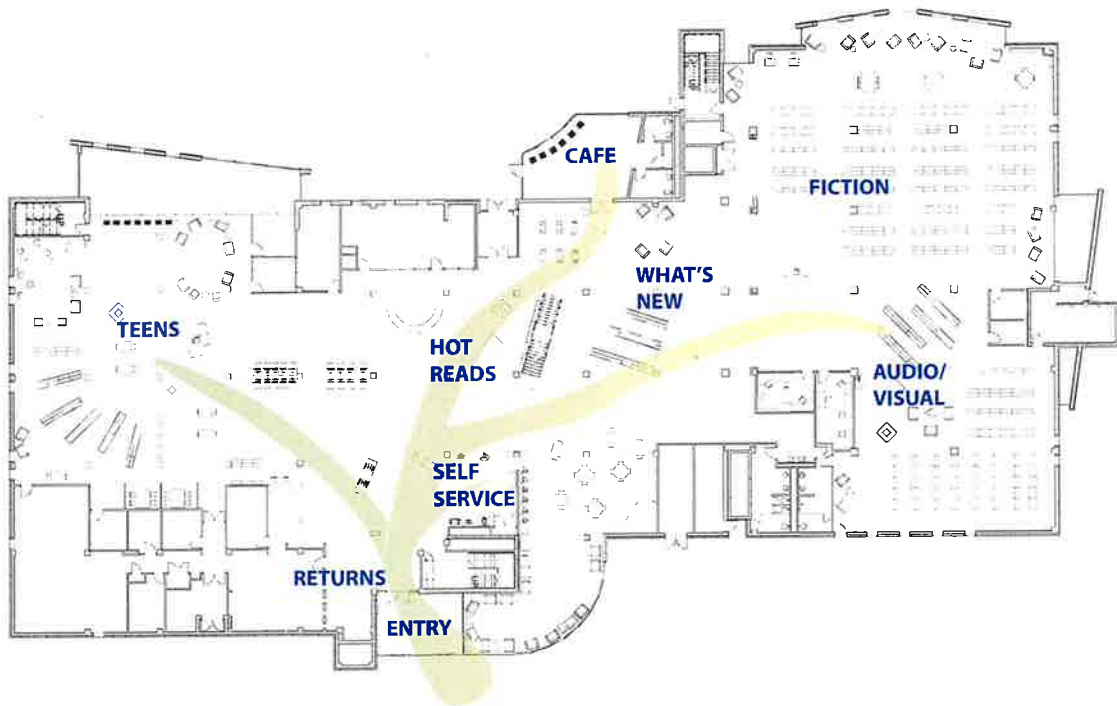 CAFE
FICTION
WHAT'S
NEW
TEENS
HOT
READS
AUDIO/
VISUAL
SELF
SERVICE
RETURNS
ENTRY